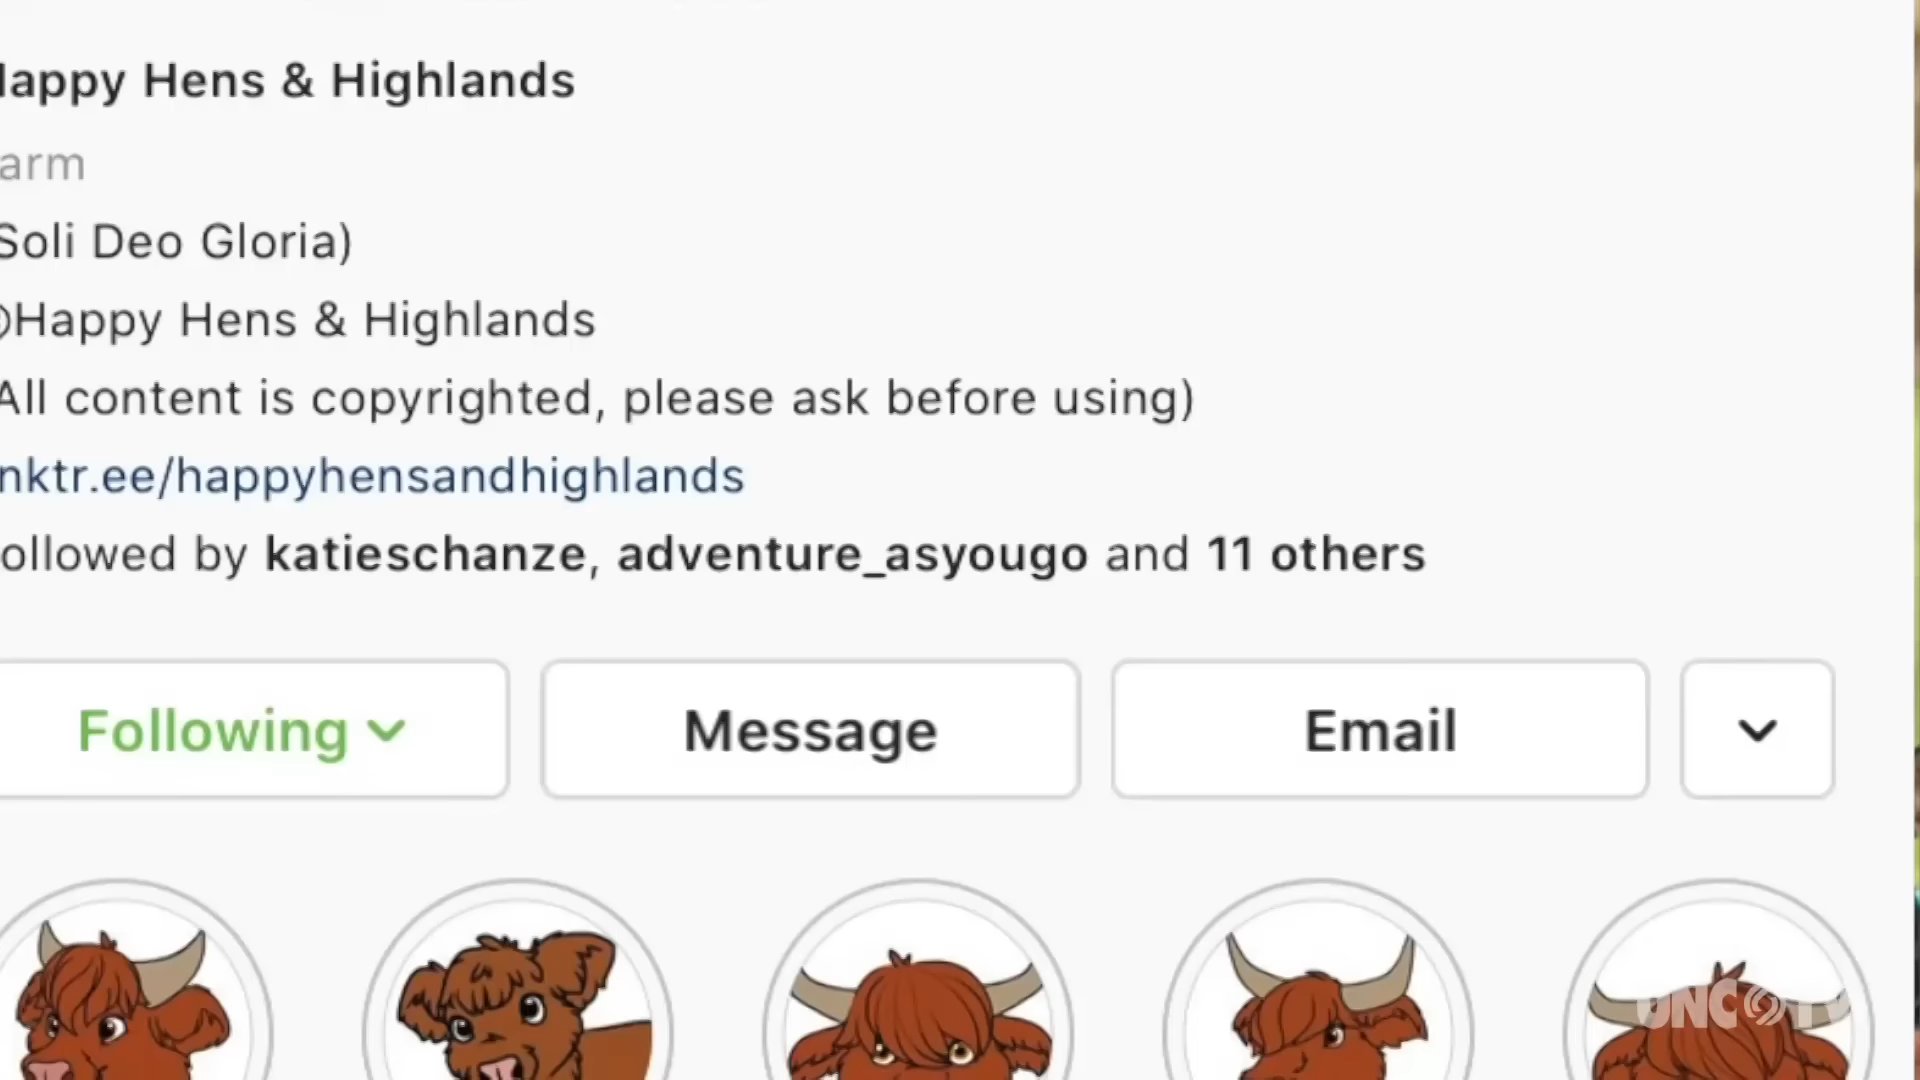 Happy Hens & Highlands
arm
Soli Deo Gloria)
©Happy Hens & Highlands
All content is copyrighted, please ask before using)
nktr.ee/happyhensandhighlands
ollowed by katieschanze, adventure_asyougo and 11 others
Following
Message
Email
UNC TV